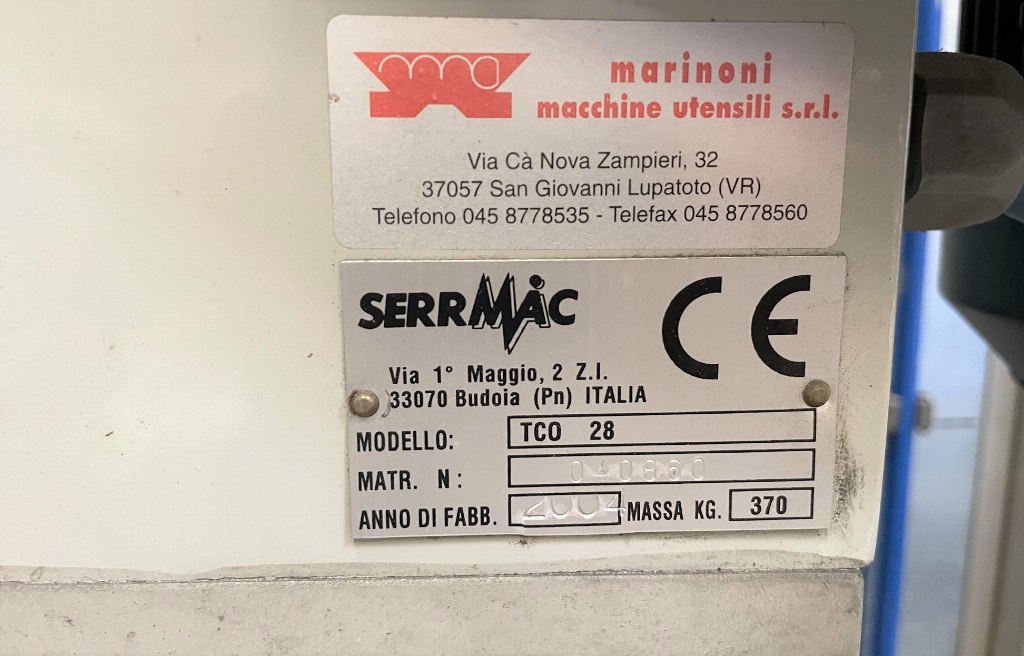 marinoni
macchine utensili s.r.l.
Via Cà Nova Zampieri, 32
37057 San Giovanni Lupatoto (VR)
Telefono 045 8778535 - Telefax 045 8778560
SERRMAC CE
Via 1° Maggio, 2 Z.I.
33070 Budoia (Pn) ITALIA
MODELLO: TCO 28
MATR. N: 040860
ANNO DI FABB. 2004 MASSA KG. 370